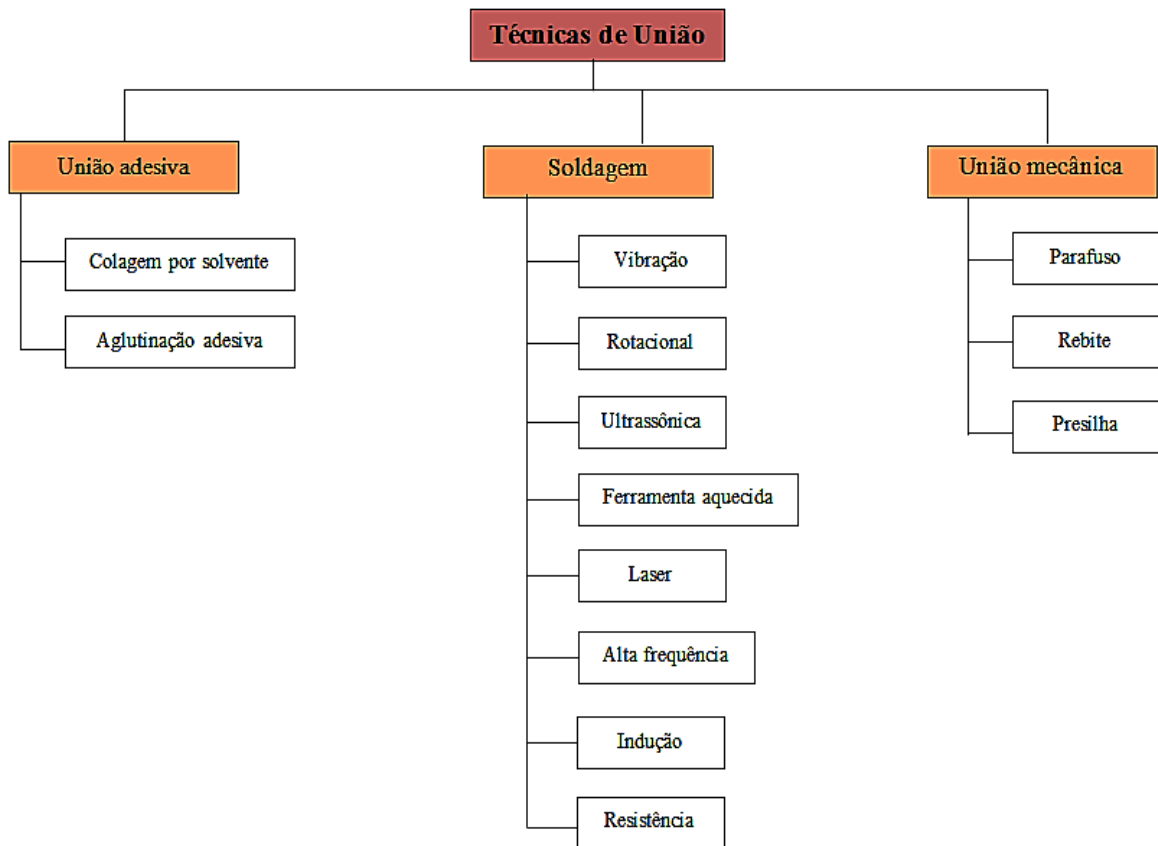 Técnicas de União
União adesiva
Colagem por solvente
Aglutinação adesiva
Soldagem
Vibração
Rotacional
Ultrassônica
Ferramenta aquecida
Laser
Alta frequência
Indução
Resistência
União mecânica
Parafuso
Rebite
Presilha